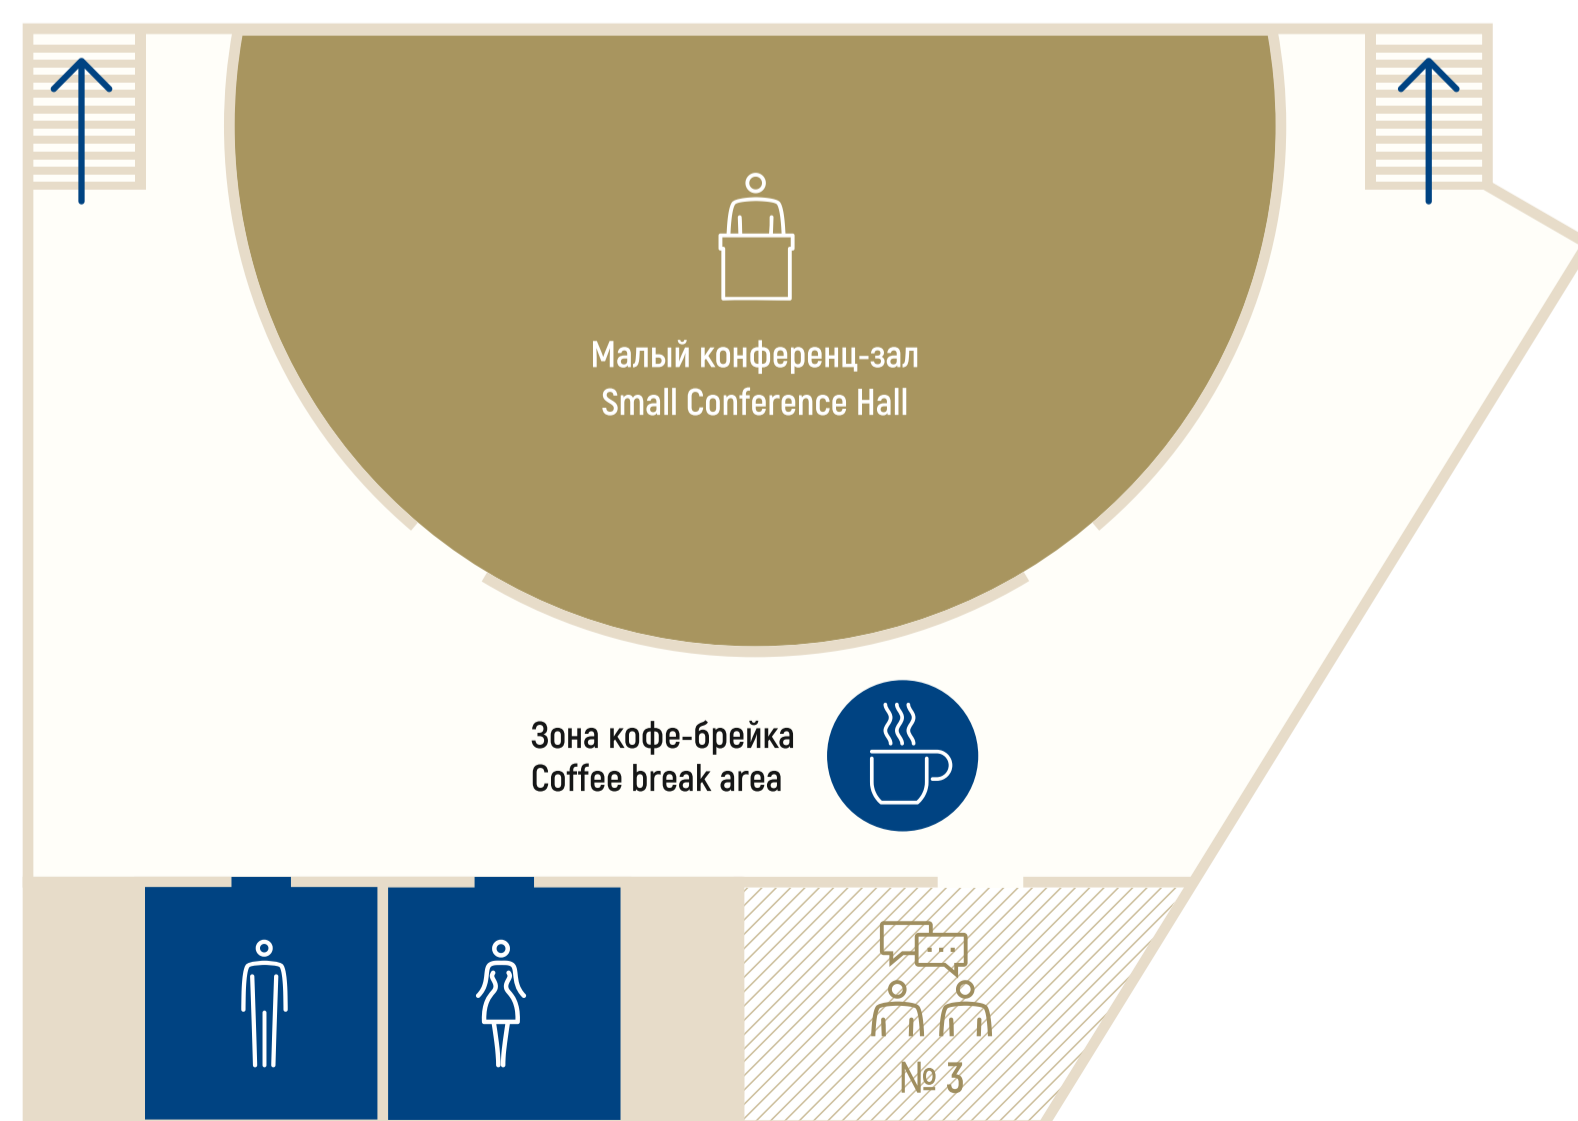 Малый конференц-зал
Small Conference Hall
Зона кофе-брейка
Coffee break area
№ 3